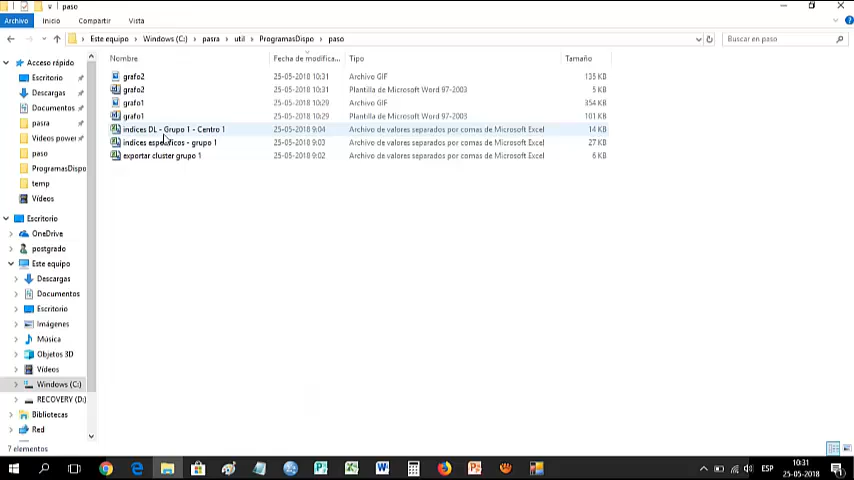 paso
Archivo Inicio Compartir Vista
Este equipo › Windows (C:) › pasra › util › ProgramasDispo › paso
Buscar en paso
Acceso rápido
Escritorio
Descargas
Documentos
pasra
Videos power
paso
ProgramasDispo
temp
Vídeos
Escritorio
OneDrive
postgrado
Este equipo
Descargas
Documentos
Escritorio
Imágenes
Música
Objetos 3D
Vídeos
Windows (C:)
RECOVERY (D:)
Bibliotecas
Red
Nombre Fecha de modifica... Tipo Tamaño
grafo2 25-05-2018 10:31 Archivo GIF 135 KB
grafo2 25-05-2018 10:31 Plantilla de Microsoft Word 97-2003 5 KB
grafo1 25-05-2018 10:29 Archivo GIF 354 KB
grafo1 25-05-2018 10:29 Plantilla de Microsoft Word 97-2003 101 KB
indices DL - Grupo 1 - Centro 1 25-05-2018 9:04 Archivo de valores separados por comas de Microsoft Excel 14 KB
indices especificos - grupo 1 25-05-2018 9:03 Archivo de valores separados por comas de Microsoft Excel 27 KB
exportar cluster grupo 1 25-05-2018 9:02 Archivo de valores separados por comas de Microsoft Excel 6 KB
7 elementos
ESP
10:31
25-05-2018